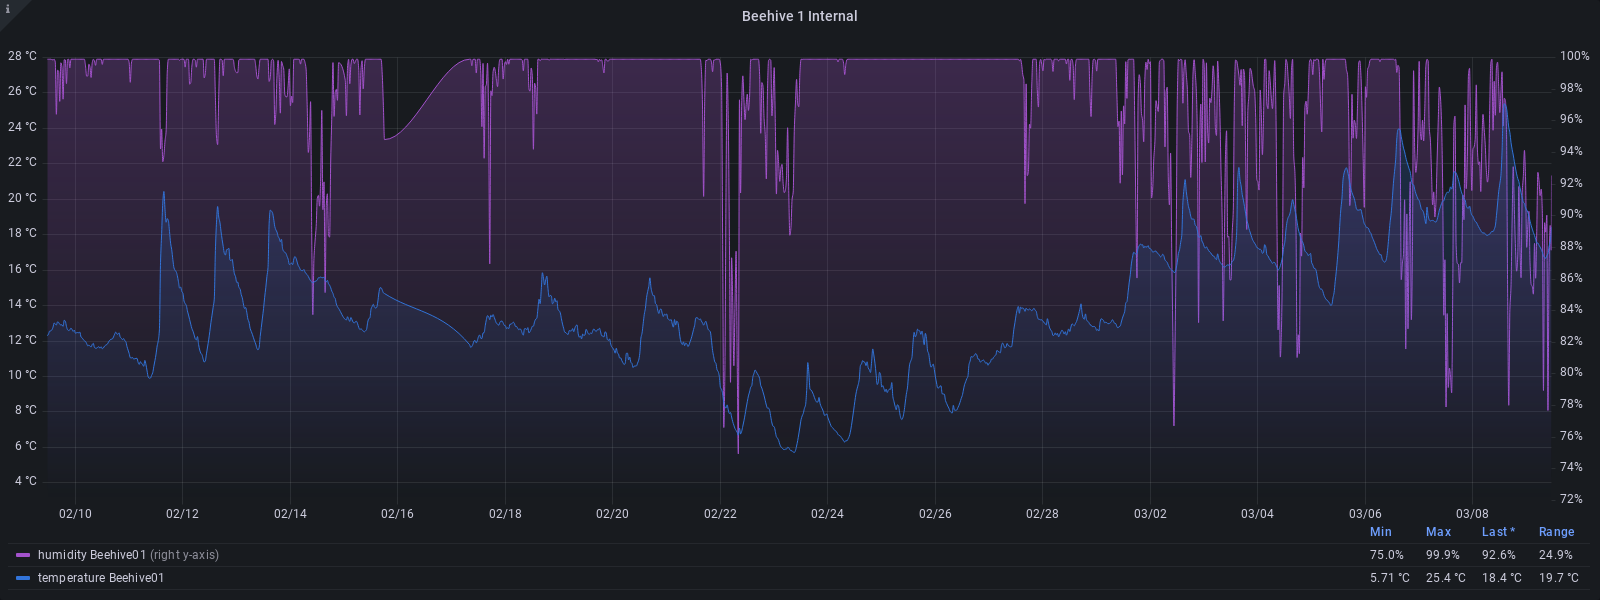 i
Beehive 1 Internal
28 °C 100%
26 °C 98%
24 °C 96%
22 °C 94%
20 °C 92%
18 °C 90%
16 °C 88%
14 °C 86%
12 °C 84%
10 °C 82%
8 °C 80%
6 °C 78%
4 °C 76%
74%
72%
02/10 02/12 02/14 02/16 02/18 02/20 02/22 02/24 02/26 02/28 03/02 03/04 03/06 03/08
Min Max Last * Range
humidity Beehive01 (right y-axis) 75.0% 99.9% 92.6% 24.9%
temperature Beehive01 5.71 °C 25.4 °C 18.4 °C 19.7 °C